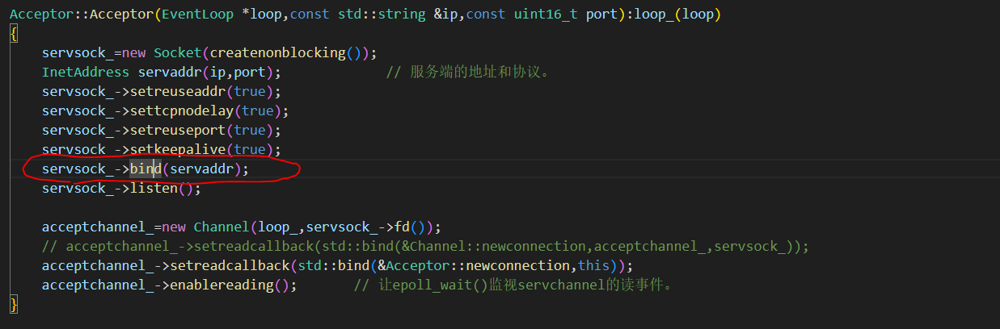 Acceptor::Acceptor(EventLoop *loop,const std::string &ip,const uint16_t port):loop_(loop)
{
    servsock_=new Socket(createnonblocking());
    InetAddress servaddr(ip,port);             // 服务端的地址和协议。
    servsock_->setreuseaddr(true);
    servsock_->settcpnodelay(true);
    servsock_->setreuseport(true);
    servsock_->setkeepalive(true);
    servsock_->bind(servaddr);
    servsock_->listen();
    acceptchannel_=new Channel(loop_,servsock_->fd());
    // acceptchannel_->setreadcallback(std::bind(&Channel::newconnection,acceptchannel_,servsock_));
    acceptchannel_->setreadcallback(std::bind(&Acceptor::newconnection,this));
    acceptchannel_->enablereading();       // 让epoll_wait()监视servchannel的读事件。
}